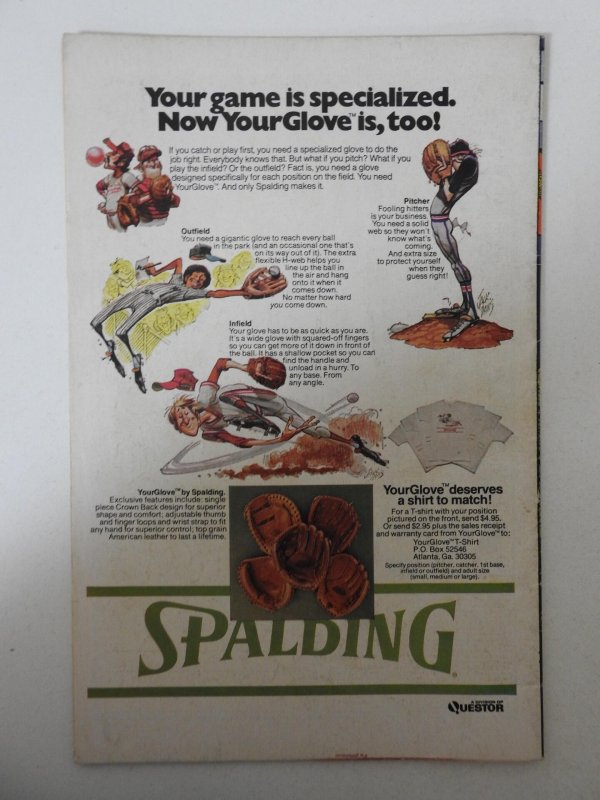 Your game is specialized.
Now YourGlove™ is, too!
If you catch or play first, you need a specialized glove to do the
job right. Everybody knows that. But what if you pitch? What if you
play the infield? Or the outfield? Fact is, you need a glove
designed specifically for each position on the field. You need
YourGlove™. And only Spalding makes it.
Pitcher
Fooling hitters
is your business.
You need a solid
web so they won't
know what's
coming.
And extra size
to protect yourself
when they
guess right!
Outfield
You need a gigantic glove to reach every ball
in the park (and an occasional one that's
on its way out of it). The extra
flexible H-web helps you
line up the ball in
the air and hang
onto it when it
comes down.
No matter how hard
you come down.
Infield
Your glove has to be as quick as you are.
It's a wide glove with squared-off fingers
so you can get more of it down in front of
the ball. It has a shallow pocket so you can
find the handle and
unload in a hurry. To
any base. From
any angle.
YourGlove™ by Spalding.
Exclusive features include: single
piece Crown Back design for superior
shape and comfort; adjustable thumb
and finger loops and wrist strap to fit
any hand for superior control; top grain
American leather to last a lifetime.
YourGlove™ deserves
a shirt to match!
For a T-shirt with your position
pictured on the front, send $4.95.
Or send $2.95 plus the sales receipt
and warranty card from YourGlove™ to:
YourGlove™ T-Shirt
P.O. Box 52546
Atlanta, Ga. 30305
Specify position (pitcher, catcher, 1st base,
infield or outfield) and adult size
(small, medium or large).
SPALDING
A DIVISION OF
QUESTOR